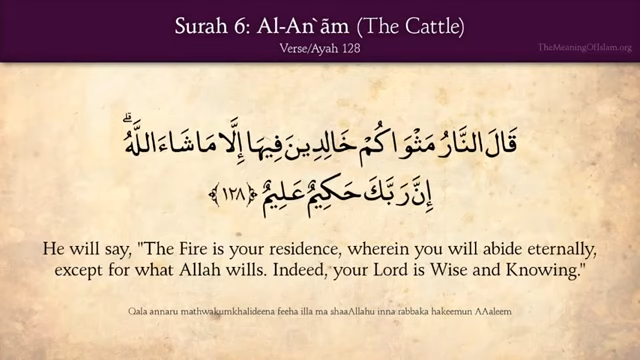 Surah 6: Al-An`ãm (The Cattle)
Verse/Ayah 128
TheMeaningOfIslam.org
قَالَ النَّارُ مَثْوَاكُمْ خَالِدِينَ فِيهَا إِلَّا مَا شَاءَ اللَّهُ ۗ
إِنَّ رَبَّكَ حَكِيمٌ عَلِيمٌ ﴿١٢٨﴾
He will say, "The Fire is your residence, wherein you will abide eternally,
except for what Allah wills. Indeed, your Lord is Wise and Knowing."
Qala annaru mathwakumkhalideena feeha illa ma shaaAllahu inna rabbaka hakeemun AAaleem